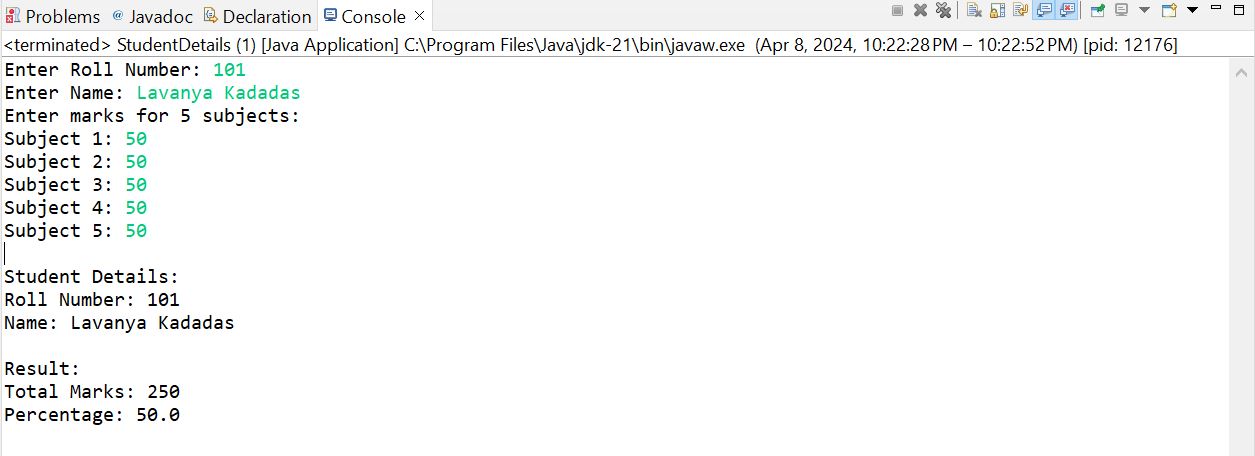 Problems @ Javadoc Declaration Console
<terminated> StudentDetails (1) [Java Application] C:\Program Files\Java\jdk-21\bin\javaw.exe (Apr 8, 2024, 10:22:28 PM – 10:22:52 PM) [pid: 12176]
Enter Roll Number: 101
Enter Name: Lavanya Kadadas
Enter marks for 5 subjects:
Subject 1: 50
Subject 2: 50
Subject 3: 50
Subject 4: 50
Subject 5: 50
Student Details:
Roll Number: 101
Name: Lavanya Kadadas
Result:
Total Marks: 250
Percentage: 50.0